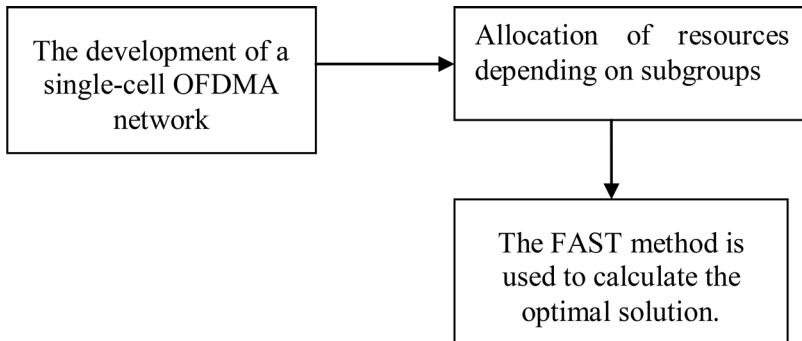 The development of a
single-cell OFDMA
network
Allocation of resources
depending on subgroups
The FAST method is
used to calculate the
optimal solution.